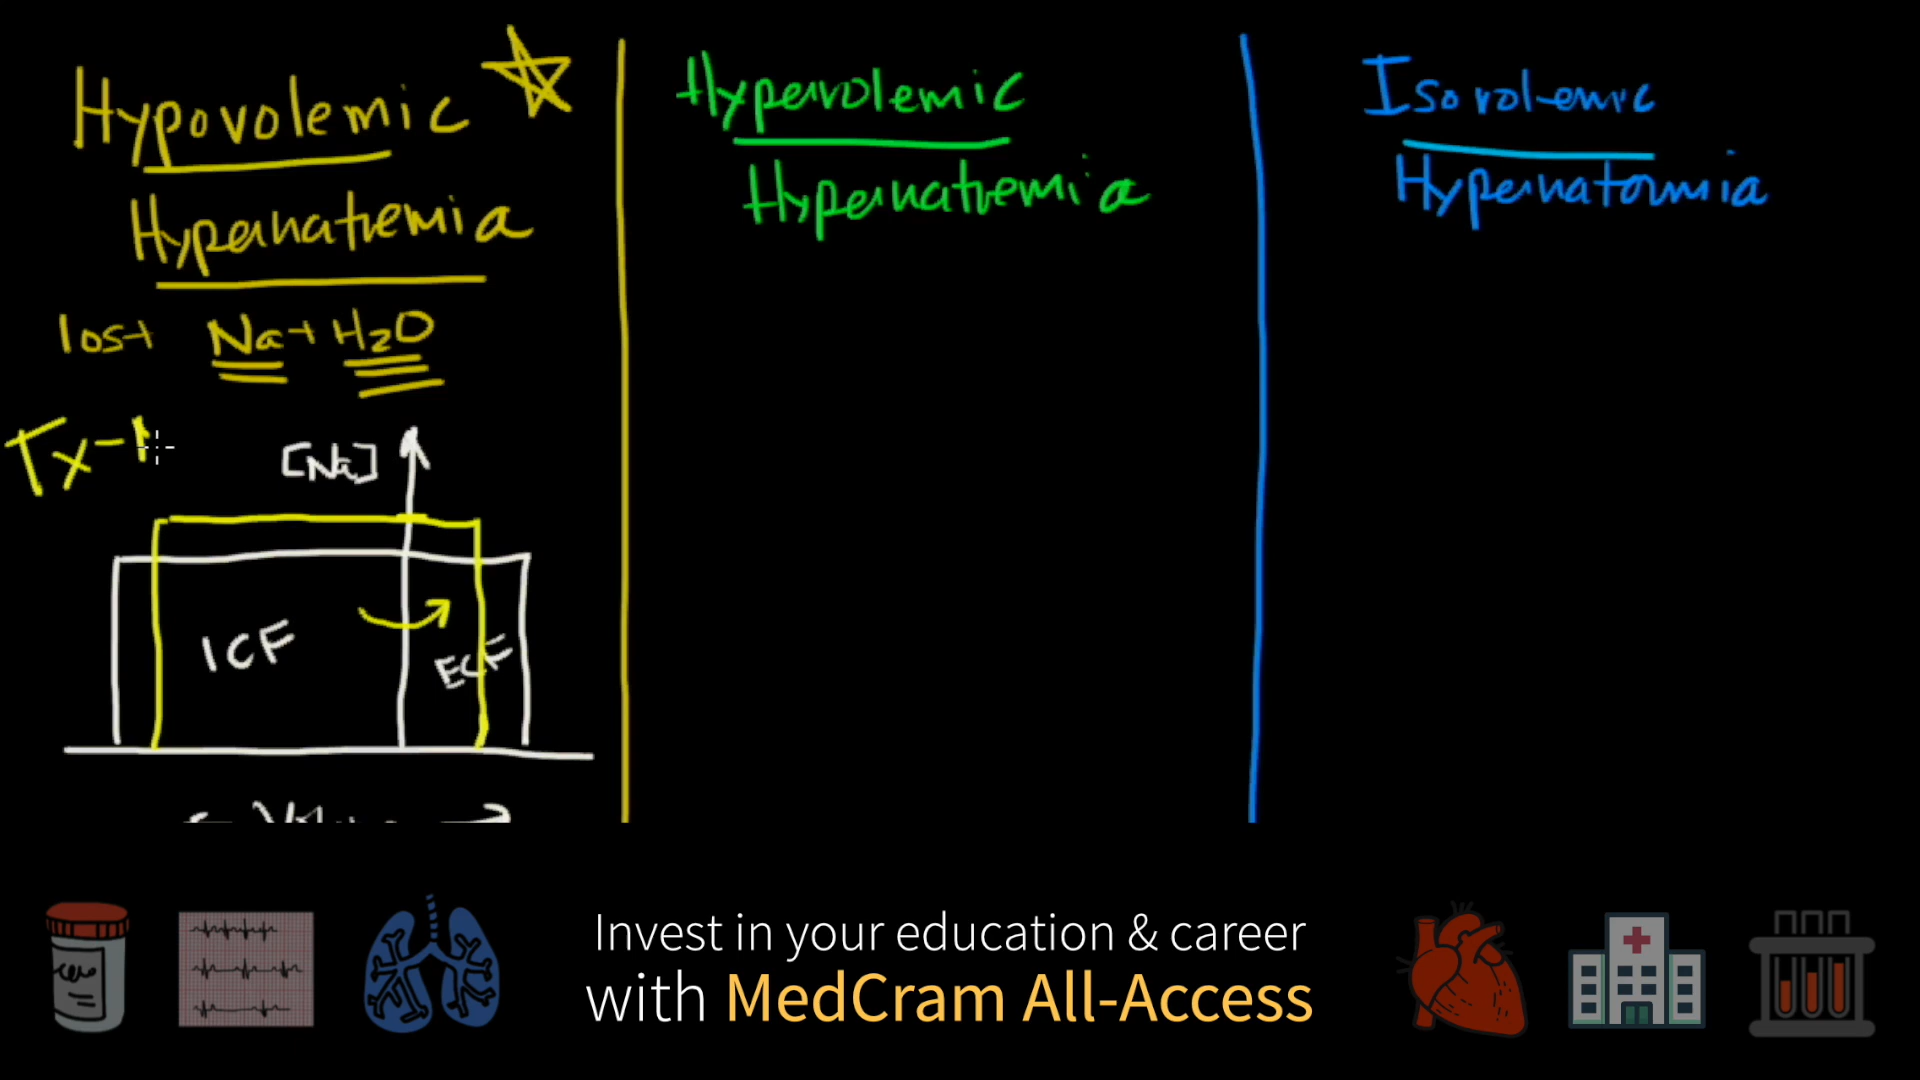 Hypovolemic
Hypernatremia
lost Na + H2O
Tx -
[Na]
ICF
ECF
Hypervolemic
Hypernatremia
Isovolemic
Hypernatremia
Invest in your education & career
with MedCram All-Access